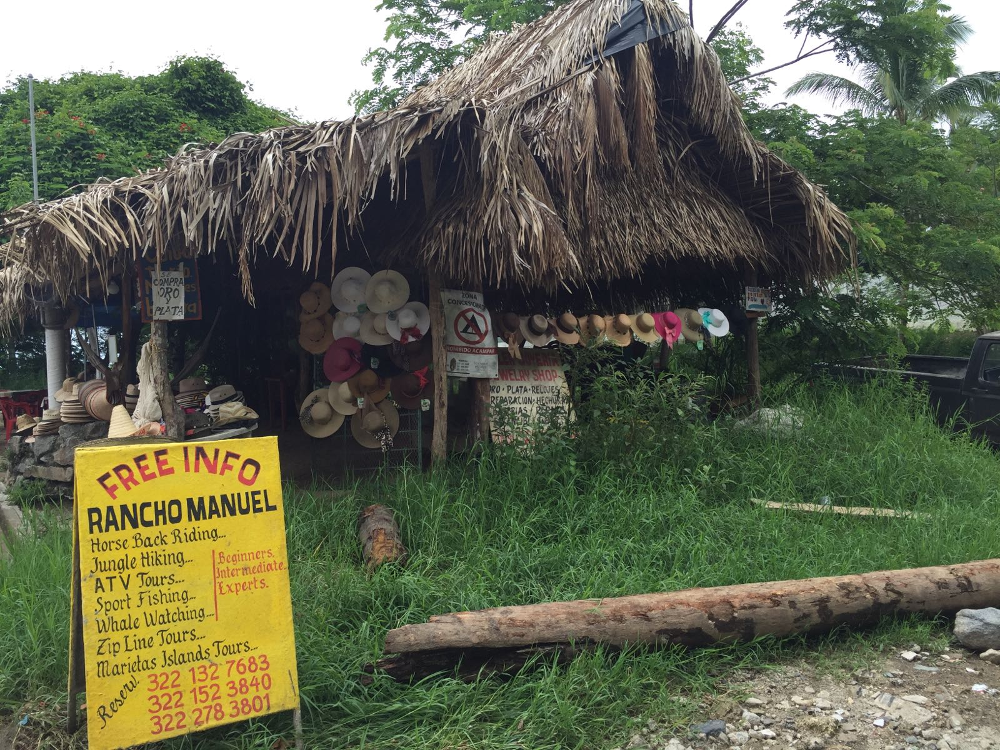 SE
COMPRA
ORO
Y
PLATA
ZONA
CONCESIONADA
PROHIBIDO ACAMPAR
JEWELRY SHOP
ORO • PLATA • RELOJES
REPARACION • HECHURA
FREE INFO
RANCHO MANUEL
Horse Back Riding...
Jungle Hiking...
ATV Tours...
Sport Fishing...
Whale Watching...
Zip Line Tours...
Marietas Islands Tours...
Beginners.
Intermediate.
Experts.
Reserv.
322 132 7683
322 152 3840
322 278 3801